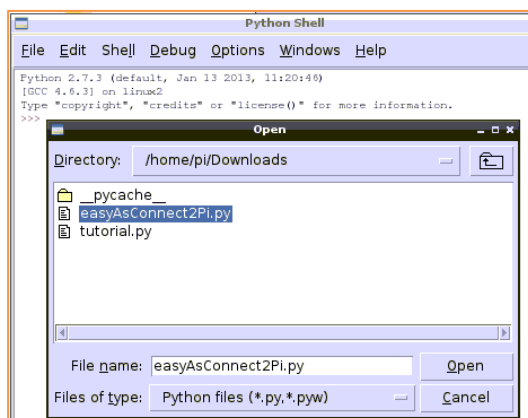 Python Shell
File Edit Shell Debug Options Windows Help
Python 2.7.3 (default, Jan 13 2013, 11:20:46)
[GCC 4.6.3] on linux2
Type "copyright", "credits" or "license()" for more information.
>>>
Open
Directory: /home/pi/Downloads
__pycache__
easyAsConnect2Pi.py
tutorial.py
File name: easyAsConnect2Pi.py Open
Files of type: Python files (*.py,*.pyw) Cancel